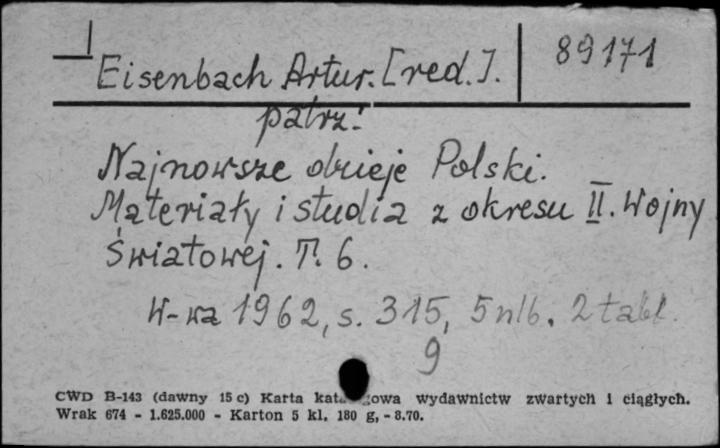 Eisenbach Artur. [red.]. 89171
patrz:
Najnowsze dzieje Polski.
Materiały i studia z okresu II. Wojny
Światowej. T. 6.
W-wa 1962, s. 315, 5 nlb. 2 tabl.
9
CWD B-143 (dawny 15 c) Karta kata owa wydawnictw zwartych i ciągłych.
Wrak 674 - 1.625.000 - Karton 5 kl. 180 g, - 8.70.